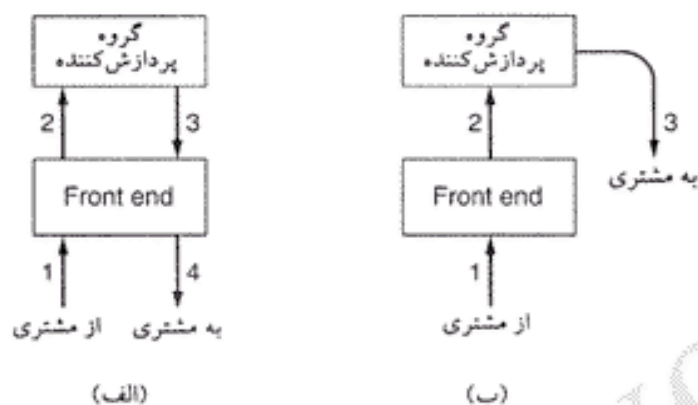 گروه
پردازش‌کننده
2
3
Front end
1
4
از مشتری
به مشتری
(الف)
گروه
پردازش‌کننده
2
3
به مشتری
Front end
1
از مشتری
(ب)